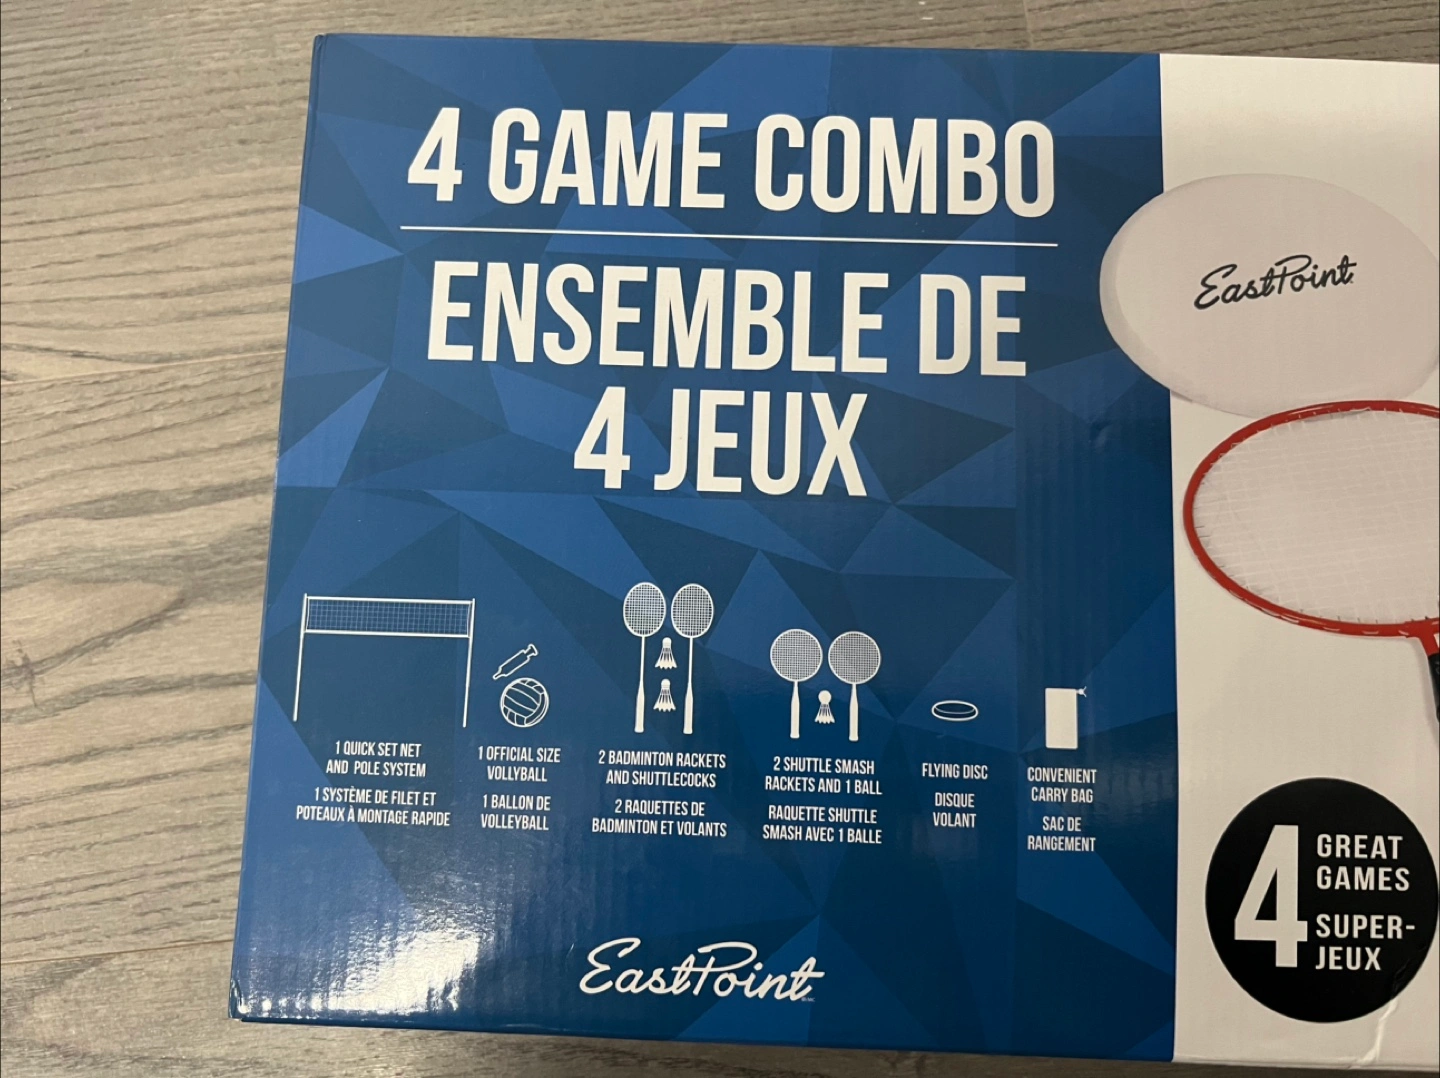 4 GAME COMBO
ENSEMBLE DE
4 JEUX
EastPoint
1 QUICK SET NET
AND POLE SYSTEM
1 SYSTÈME DE FILET ET
POTEAUX À MONTAGE RAPIDE
1 OFFICIAL SIZE
VOLLYBALL
1 BALLON DE
VOLLEYBALL
2 BADMINTON RACKETS
AND SHUTTLECOCKS
2 RAQUETTES DE
BADMINTON ET VOLANTS
2 SHUTTLE SMASH
RACKETS AND 1 BALL
RAQUETTE SHUTTLE
SMASH AVEC 1 BALLE
FLYING DISC
DISQUE
VOLANT
CONVENIENT
CARRY BAG
SAC DE
RANGEMENT
4
GREAT
GAMES
SUPER-
JEUX
EastPoint